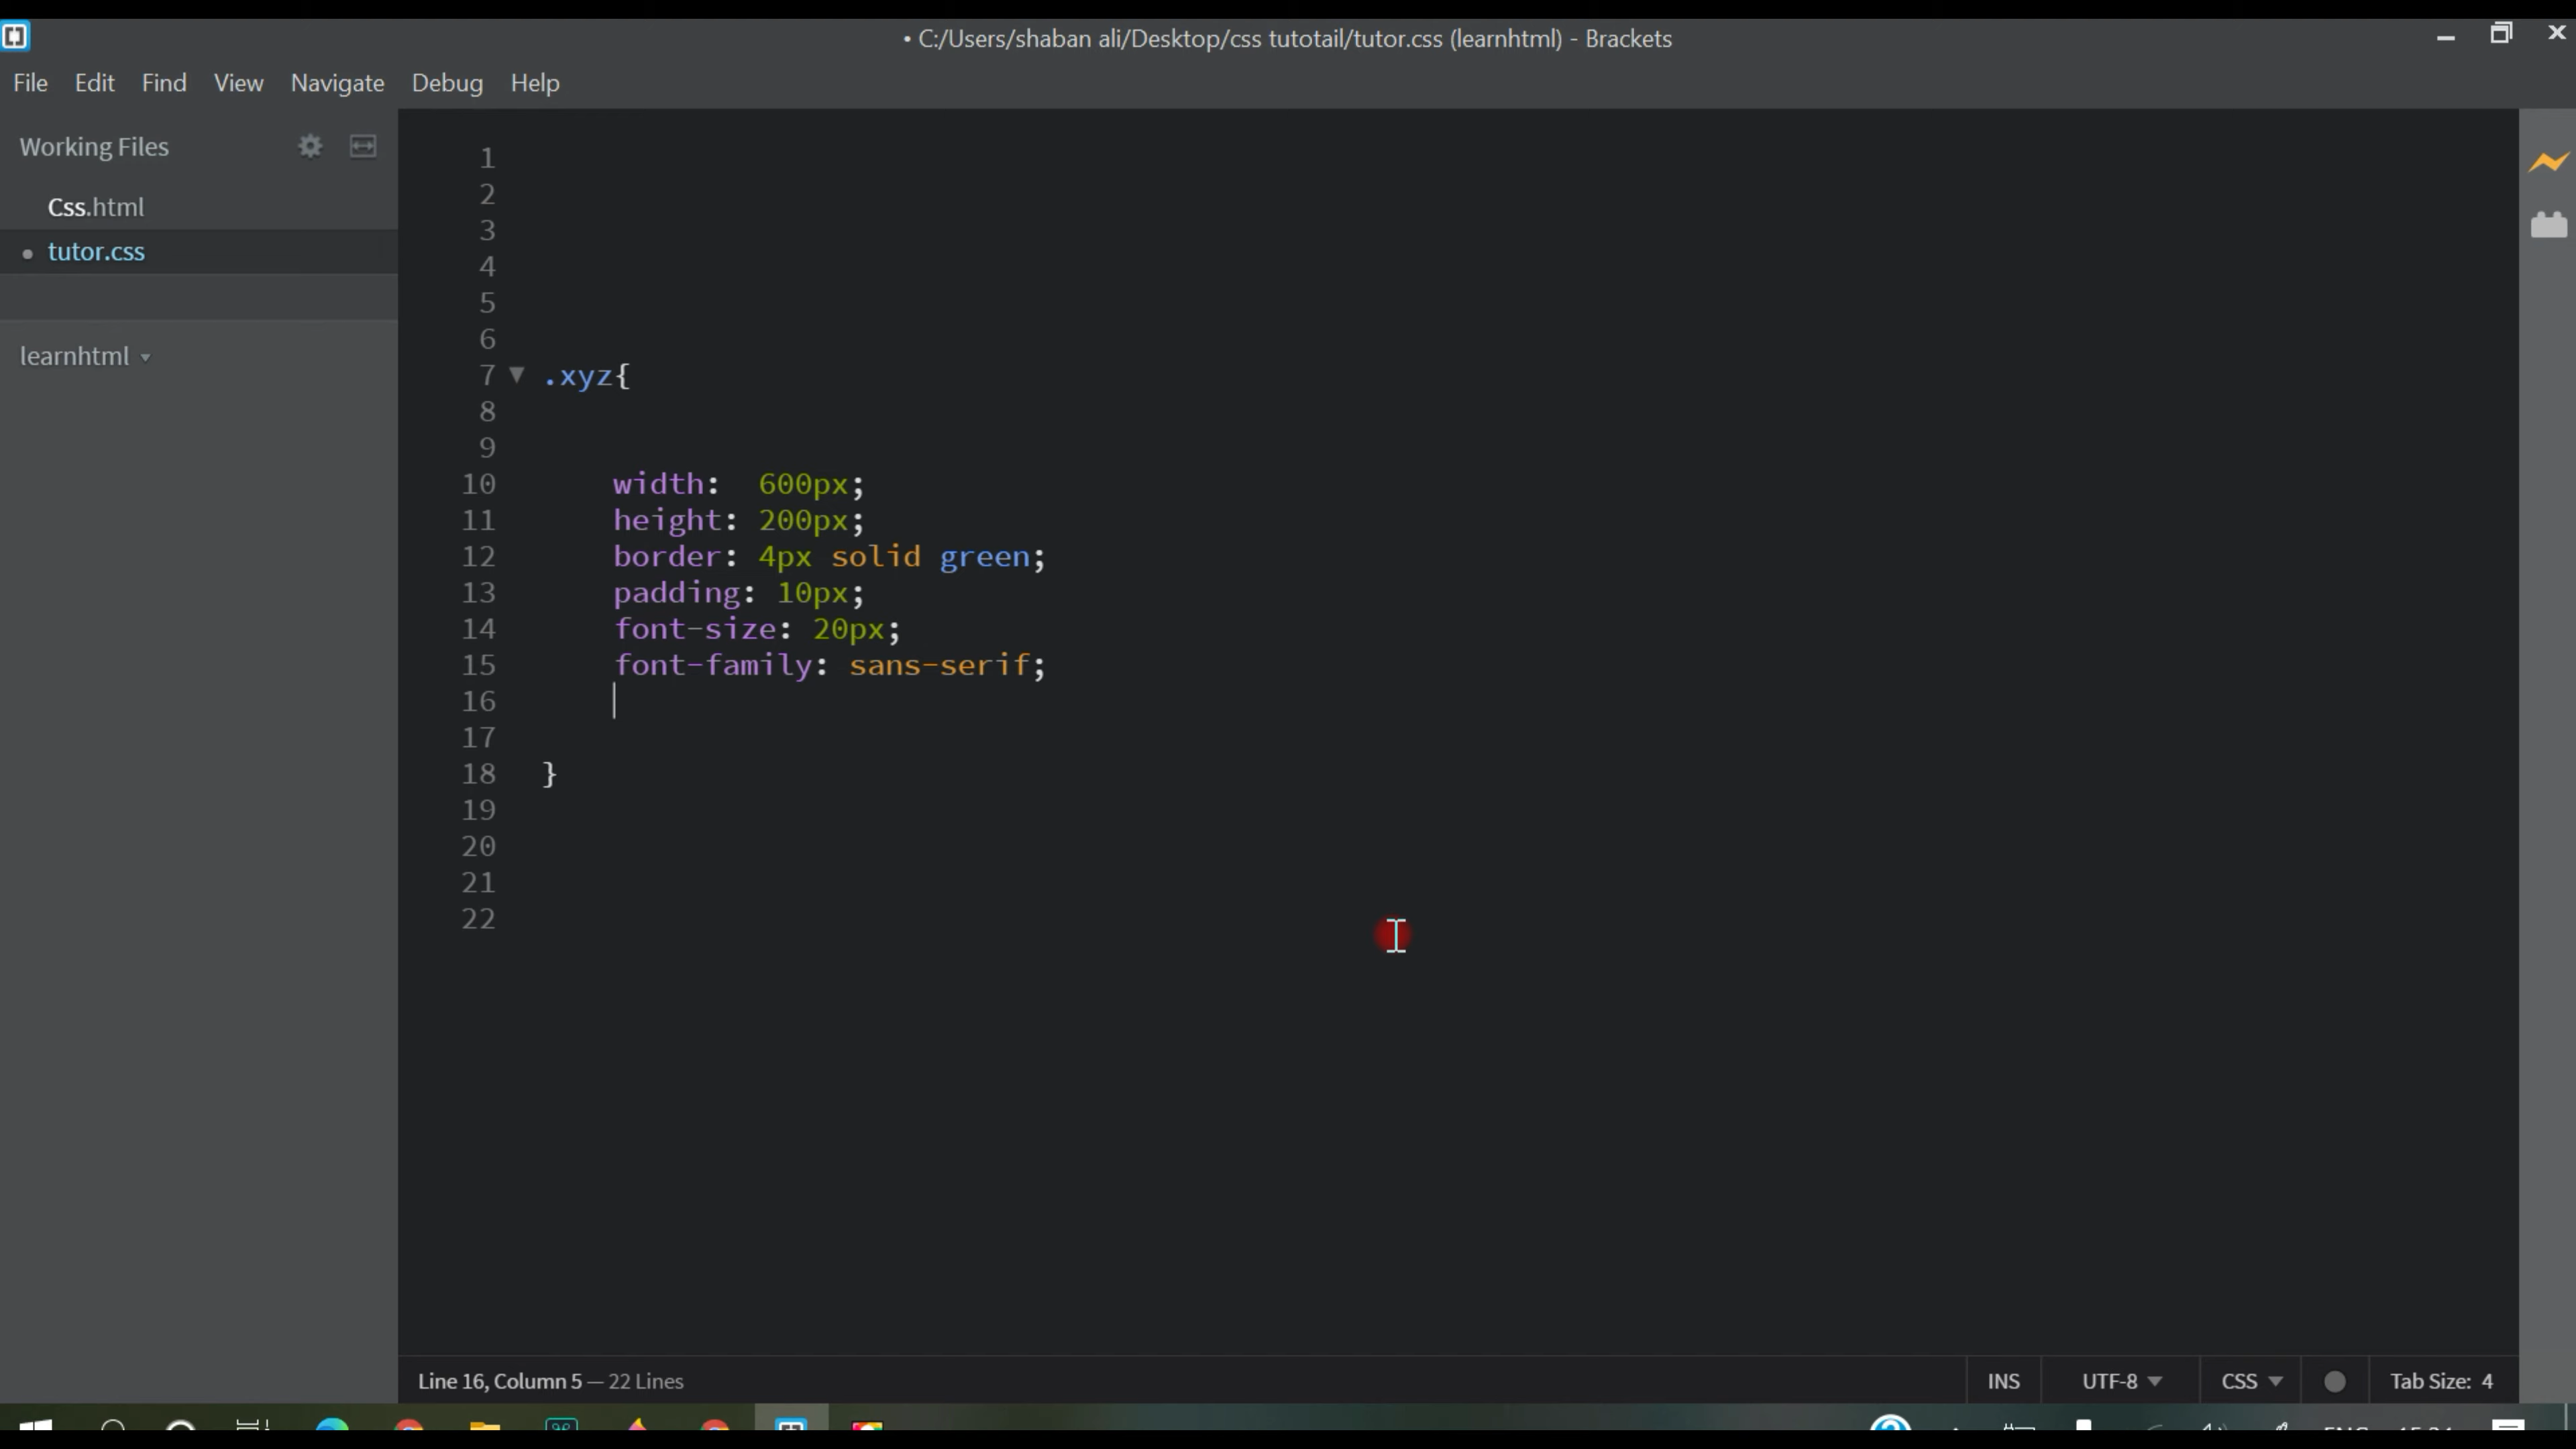 • C:/Users/shaban ali/Desktop/css tutotail/tutor.css (learnhtml) - Brackets
File Edit Find View Navigate Debug Help
Working Files
Css.html
• tutor.css
learnhtml
1
2
3
4
5
6
7 .xyz{
8
9
10 width:  600px;
11 height: 200px;
12 border: 4px solid green;
13 padding: 10px;
14 font-size: 20px;
15 font-family: sans-serif;
16
17
18 }
19
20
21
22
Line 16, Column 5 — 22 Lines INS UTF-8 CSS Tab Size: 4